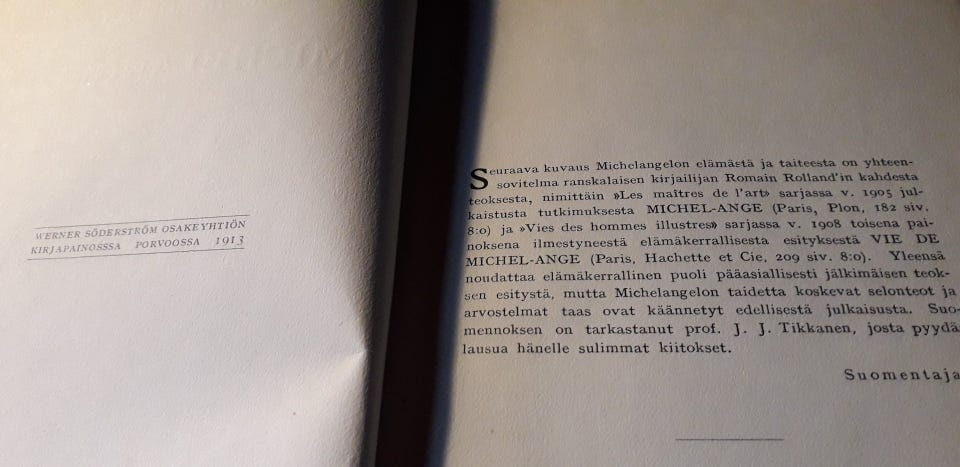 WERNER SÖDERSTRÖM OSAKEYHTIÖN
KIRJAPAINOSSSA PORVOOSSA 1913
Seuraava kuvaus Michelangelon elämästä ja taiteesta on yhteen-
sovitelma ranskalaisen kirjailijan Romain Rolland'in kahdesta
teoksesta, nimittäin »Les maîtres de l'art» sarjassa v. 1905 jul-
kaistusta tutkimuksesta MICHEL-ANGE (Paris, Plon, 182 siv.
8:o) ja »Vies des hommes illustres» sarjassa v. 1908 toisena pai-
noksena ilmestyneestä elämäkerrallisesta esityksestä VIE DE
MICHEL-ANGE (Paris, Hachette et Cie, 209 siv. 8:o). Yleensä
noudattaa elämäkerrallinen puoli pääasiallisesti jälkimäisen teok-
sen esitystä, mutta Michelangelon taidetta koskevat selonteot ja
arvostelmat taas ovat käännetyt edellisestä julkaisusta. Suo-
mennoksen on tarkastanut prof. J. J. Tikkanen, josta pyydä
lausua hänelle sulimmat kiitokset.
Suomentaja